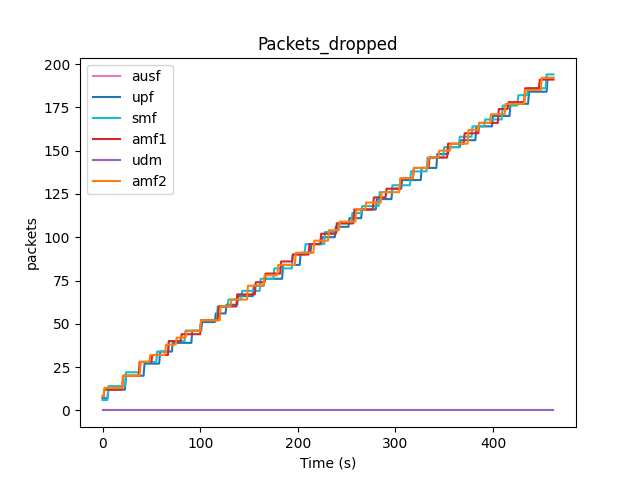 Packets_dropped
200
175
150
125
100
75
50
25
0
packets
ausf
upf
smf
amf1
udm
amf2
0 100 200 300 400
Time (s)